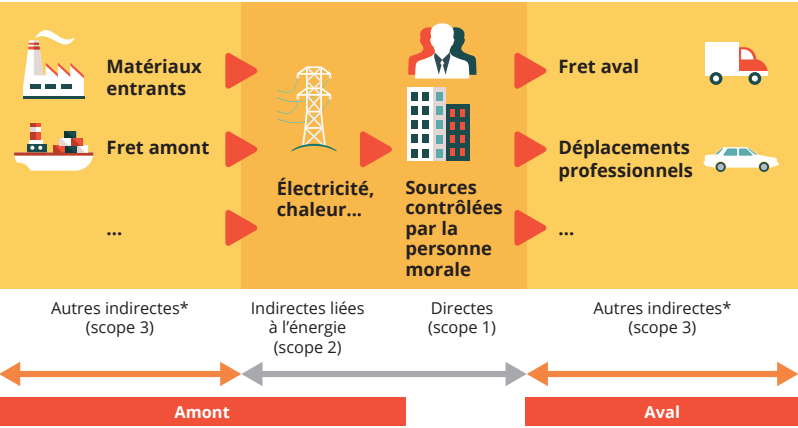 Matériaux
entrants
Fret amont
...
Électricité,
chaleur...
Sources
contrôlées
par la
personne
morale
Fret aval
Déplacements
professionnels
...
Autres indirectes*
(scope 3)
Indirectes liées
à l’énergie
(scope 2)
Directes
(scope 1)
Autres indirectes*
(scope 3)
Amont
Aval